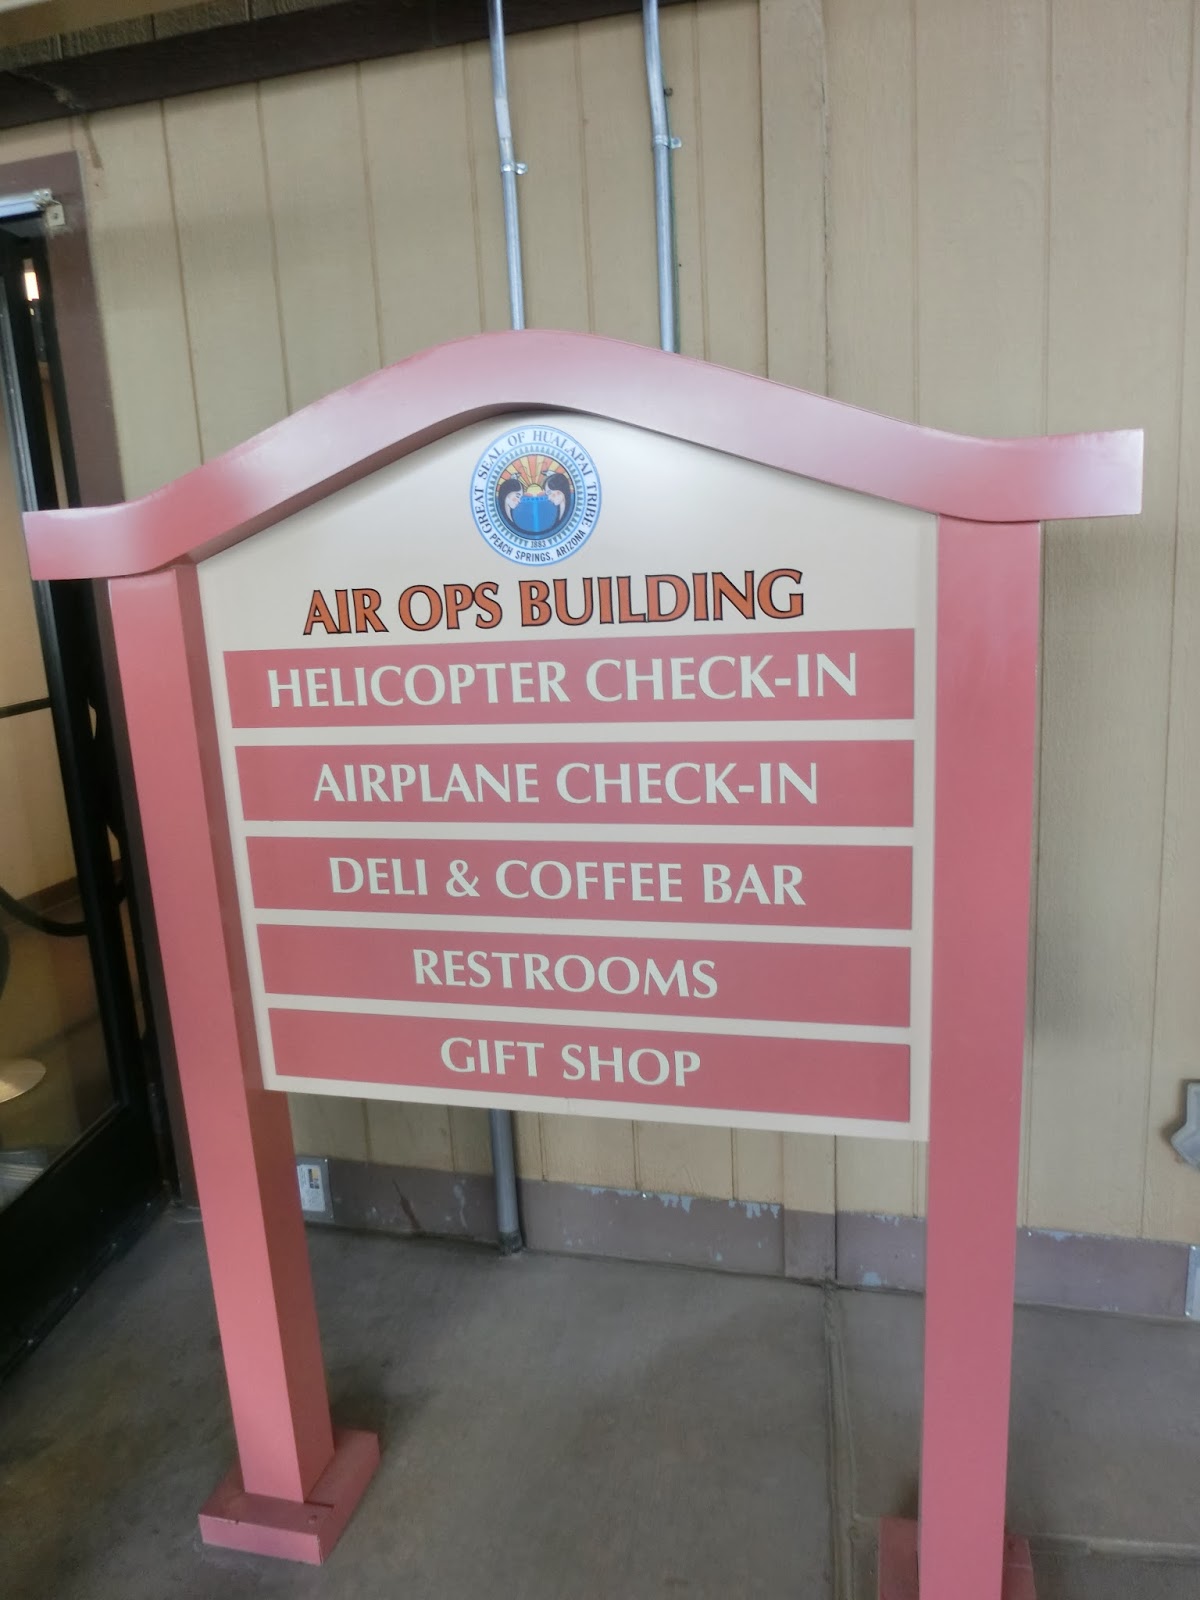 GREAT SEAL OF HUALAPAI TRIBE
1883
PEACH SPRINGS, ARIZONA
AIR OPS BUILDING
HELICOPTER CHECK-IN
AIRPLANE CHECK-IN
DELI & COFFEE BAR
RESTROOMS
GIFT SHOP